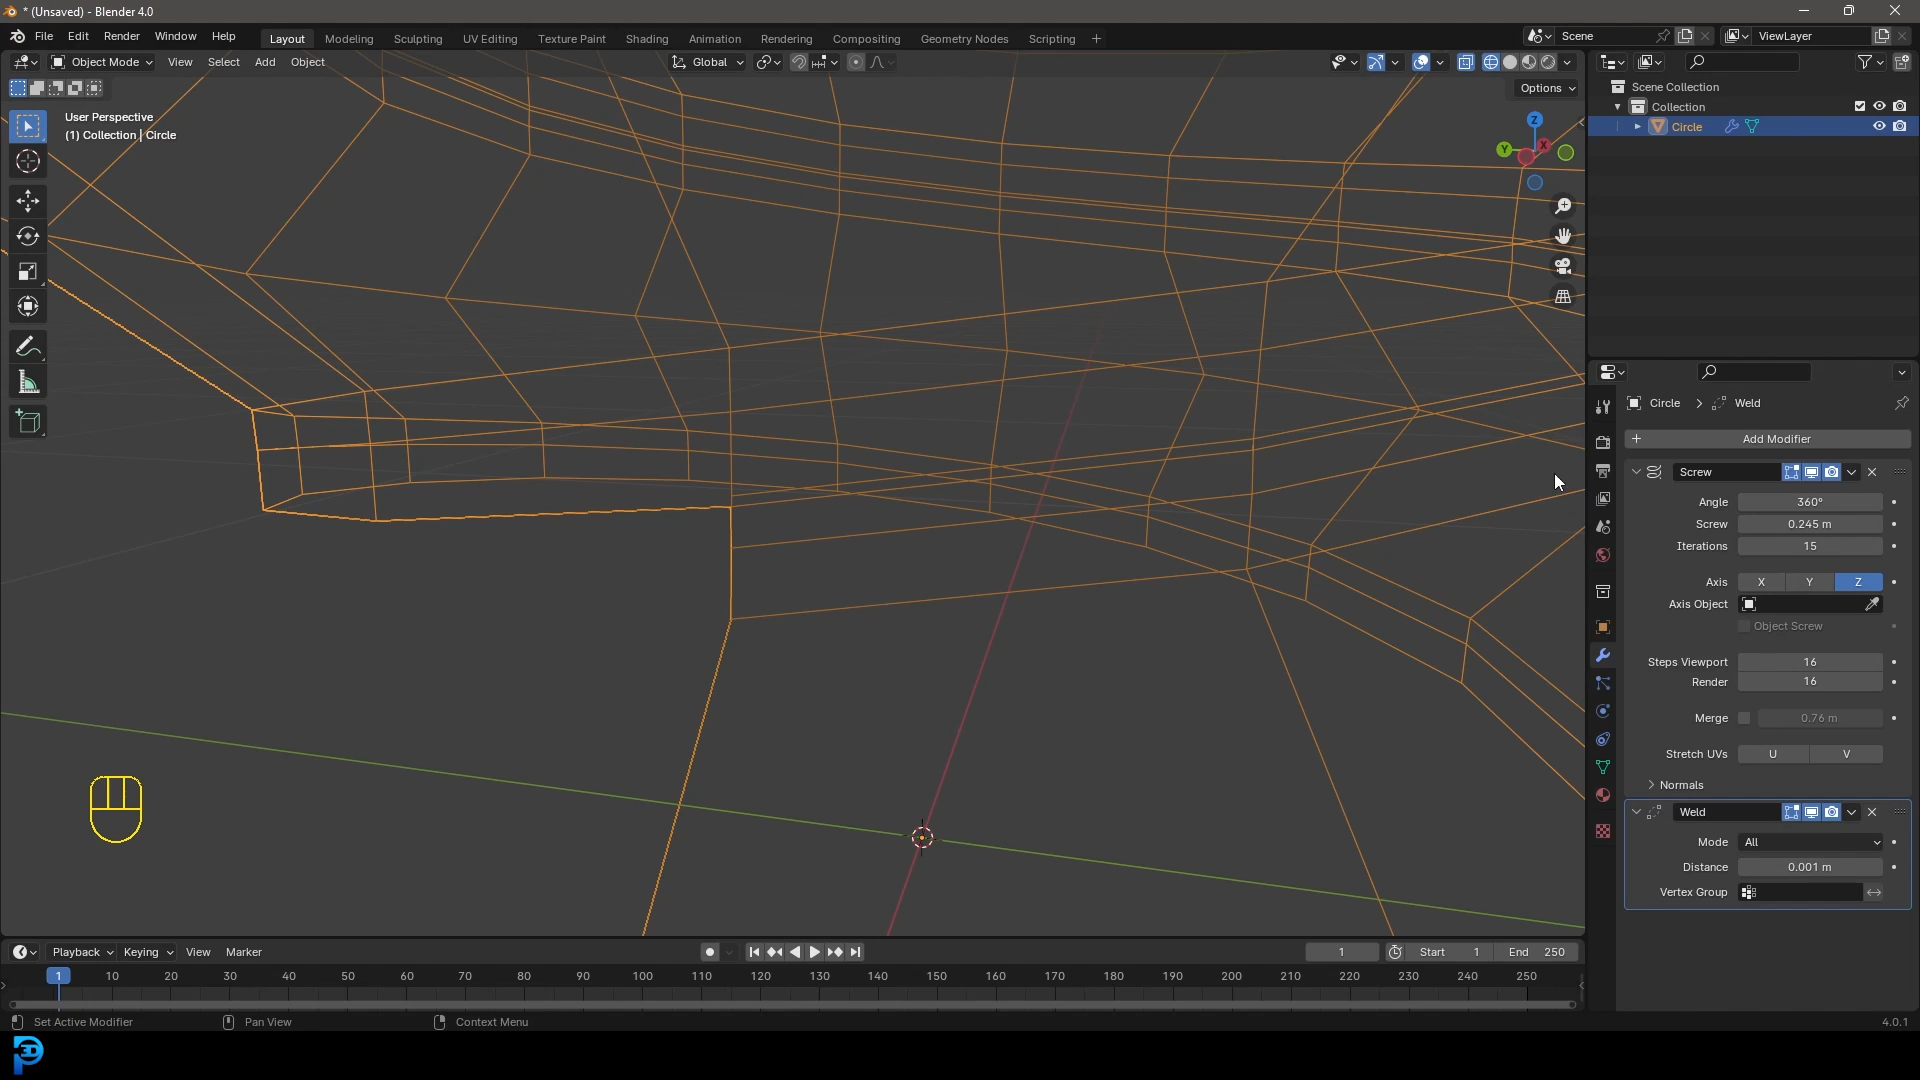 * (Unsaved) - Blender 4.0
File Edit Render Window Help
Layout Modeling Sculpting UV Editing Texture Paint Shading Animation Rendering Compositing Geometry Nodes Scripting +
Scene
ViewLayer
Object Mode
View Select Add Object
Global
Options
User Perspective
(1) Collection | Circle
Z
Y
X
Scene Collection
Collection
Circle
Circle > Weld
+ Add Modifier
Screw
Angle 360°
Screw 0.245 m
Iterations 15
Axis X Y Z
Axis Object
Object Screw
Steps Viewport 16
Render 16
Merge 0.76 m
Stretch UVs U V
Normals
Weld
Mode All
Distance 0.001 m
Vertex Group
Playback Keying View Marker
1
Start 1
End 250
1 10 20 30 40 50 60 70 80 90 100 110 120 130 140 150 160 170 180 190 200 210 220 230 240 250
Set Active Modifier
Pan View
Context Menu
4.0.1
3D